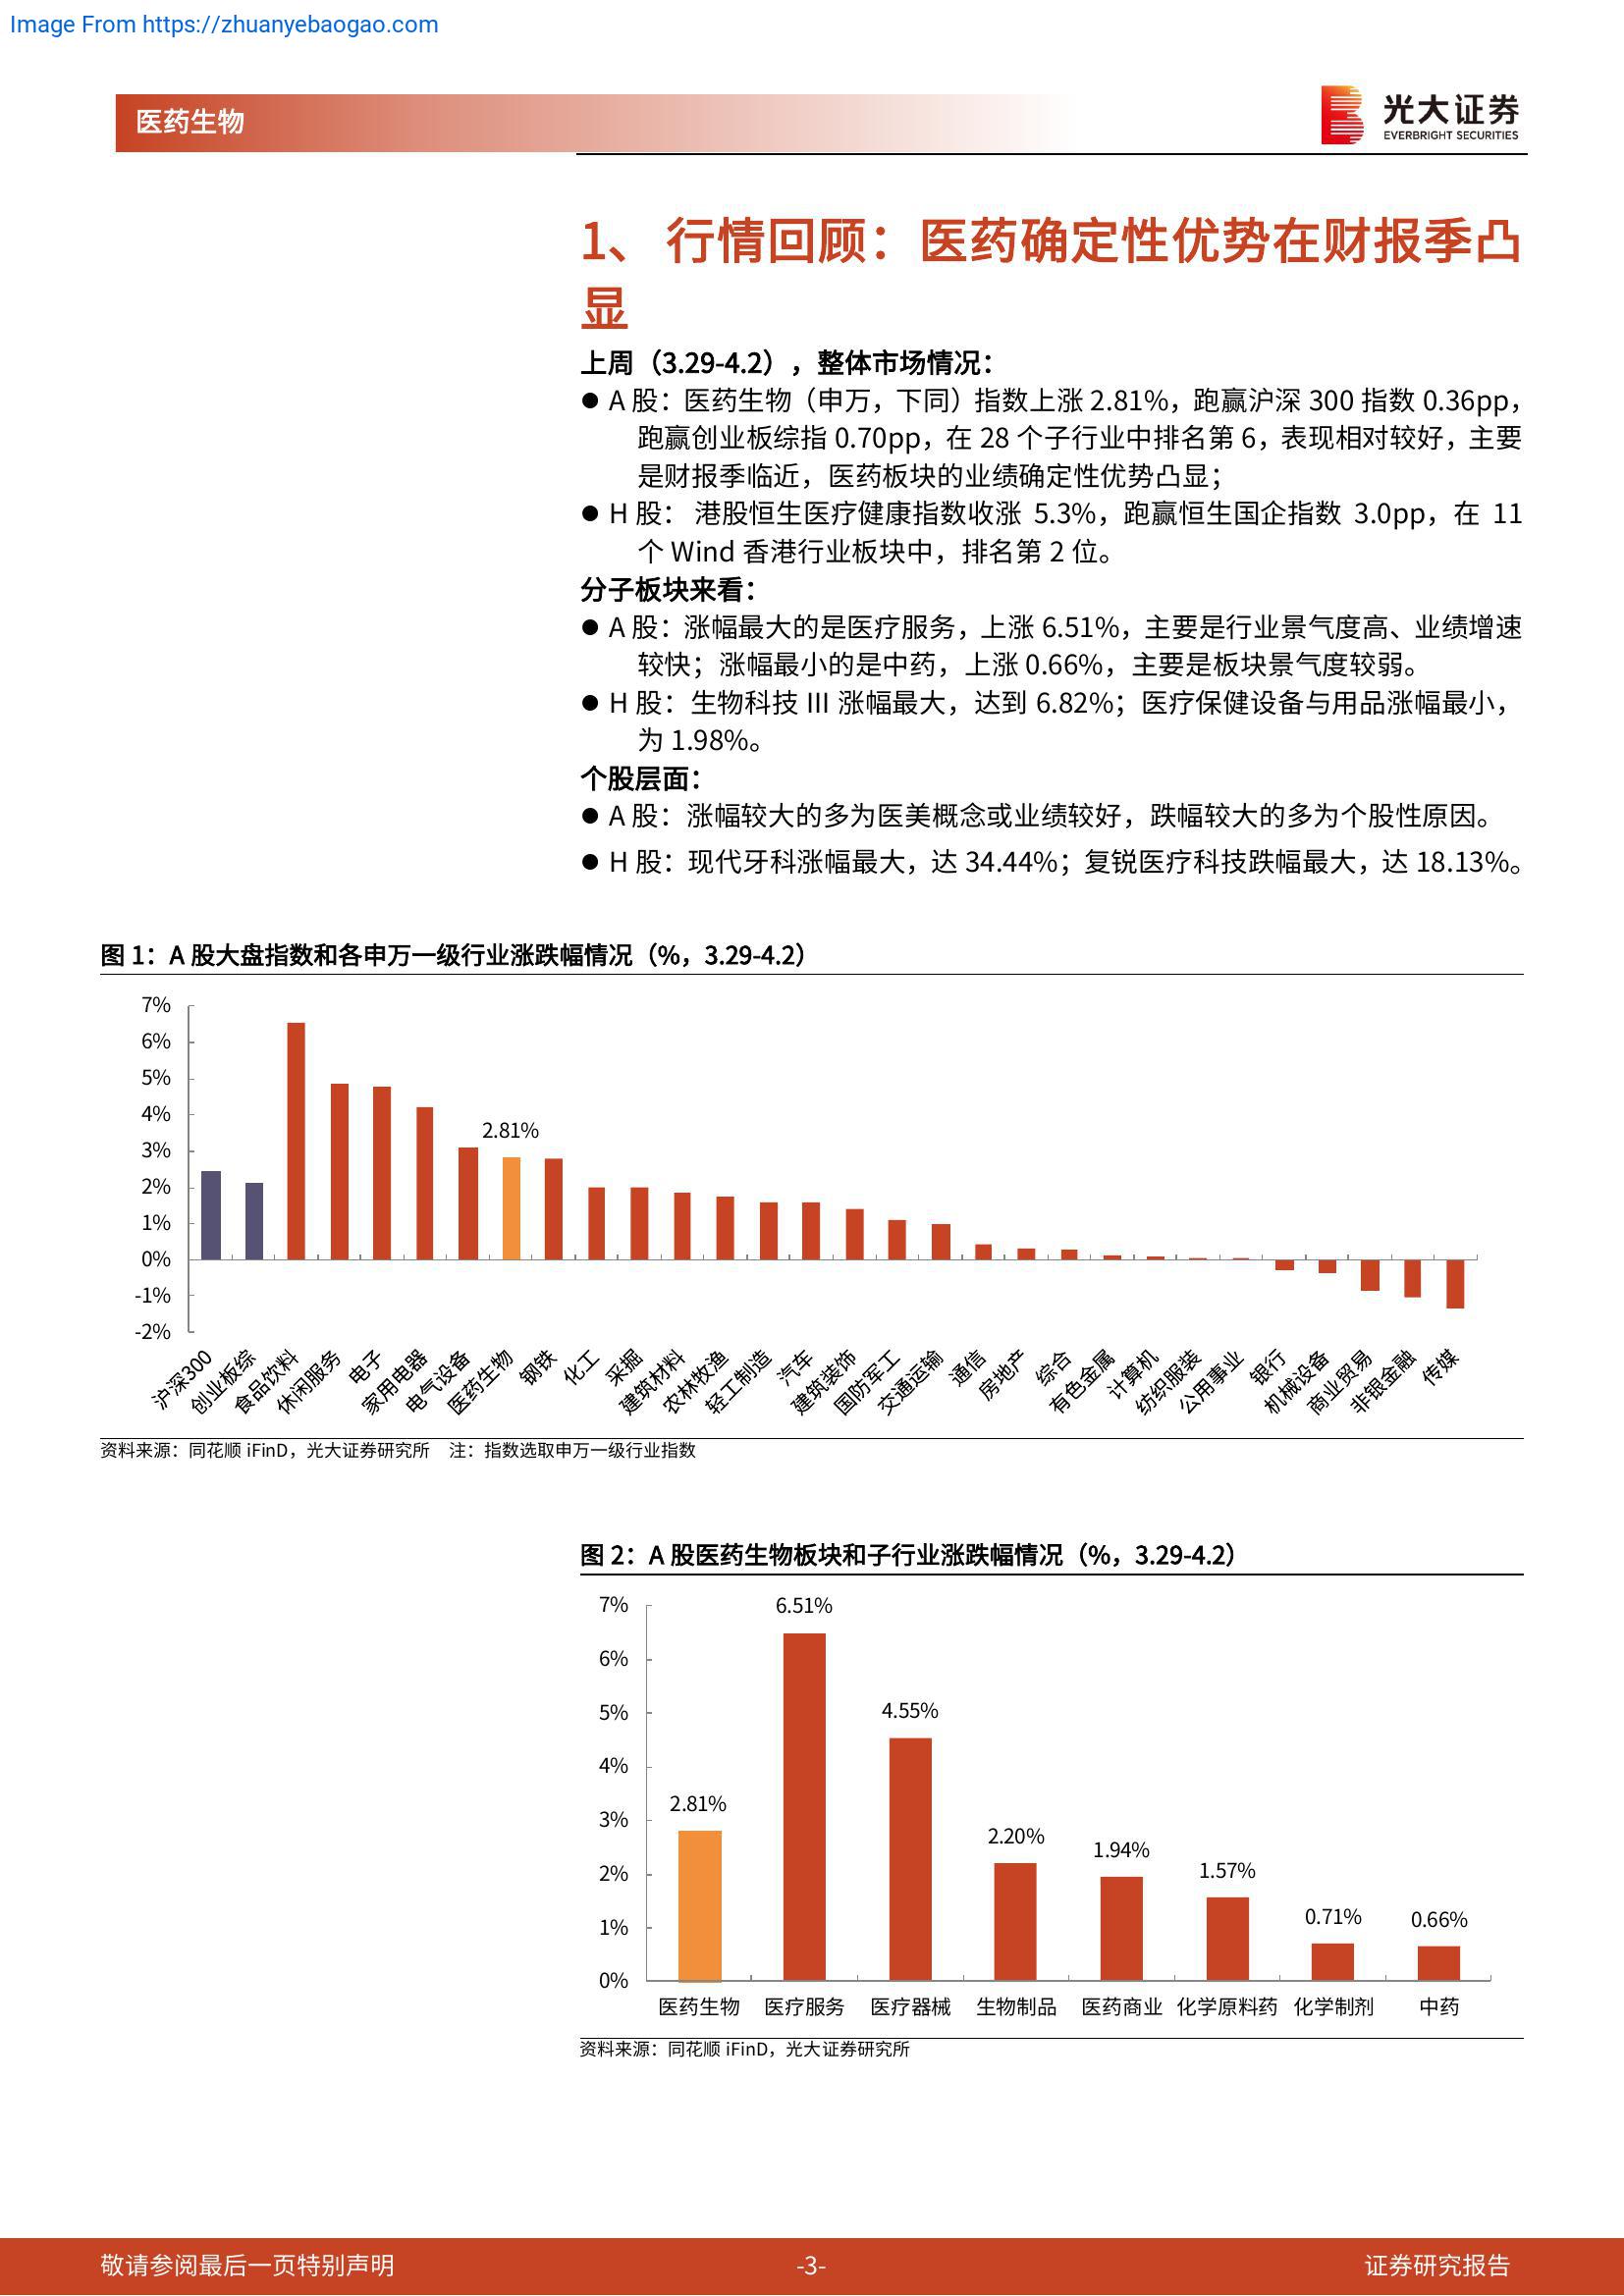 Image From https://zhuanyebaogao.com
医药生物
光大证券
EVERBRIGHT SECURITIES
1、 行情回顾：医药确定性优势在财报季凸
显
上周（3.29-4.2），整体市场情况：
● A 股：医药生物（申万，下同）指数上涨 2.81%，跑赢沪深 300 指数 0.36pp，
跑赢创业板综指 0.70pp，在 28 个子行业中排名第 6，表现相对较好，主要
是财报季临近，医药板块的业绩确定性优势凸显；
● H 股： 港股恒生医疗健康指数收涨 5.3%，跑赢恒生国企指数 3.0pp，在 11
个 Wind 香港行业板块中，排名第 2 位。
分子板块来看：
● A 股：涨幅最大的是医疗服务，上涨 6.51%，主要是行业景气度高、业绩增速
较快；涨幅最小的是中药，上涨 0.66%，主要是板块景气度较弱。
● H 股：生物科技 III 涨幅最大，达到 6.82%；医疗保健设备与用品涨幅最小，
为 1.98%。
个股层面：
● A 股：涨幅较大的多为医美概念或业绩较好，跌幅较大的多为个股性原因。
● H 股：现代牙科涨幅最大，达 34.44%；复锐医疗科技跌幅最大，达 18.13%。
图 1：A 股大盘指数和各申万一级行业涨跌幅情况（%，3.29-4.2）
7%
6%
5%
4%
3%
2%
1%
0%
-1%
-2%
2.81%
沪深300
创业板综
食品饮料
休闲服务
电子
家用电器
电气设备
医药生物
钢铁
化工
采掘
建筑材料
农林牧渔
轻工制造
汽车
建筑装饰
国防军工
交通运输
通信
房地产
综合
有色金属
计算机
纺织服装
公用事业
银行
机械设备
商业贸易
非银金融
传媒
资料来源：同花顺 iFinD，光大证券研究所 注：指数选取申万一级行业指数
图 2：A 股医药生物板块和子行业涨跌幅情况（%，3.29-4.2）
7%
6%
5%
4%
3%
2%
1%
0%
2.81%
6.51%
4.55%
2.20%
1.94%
1.57%
0.71%
0.66%
医药生物 医疗服务 医疗器械 生物制品 医药商业 化学原料药 化学制剂 中药
资料来源：同花顺 iFinD，光大证券研究所
敬请参阅最后一页特别声明 -3- 证券研究报告